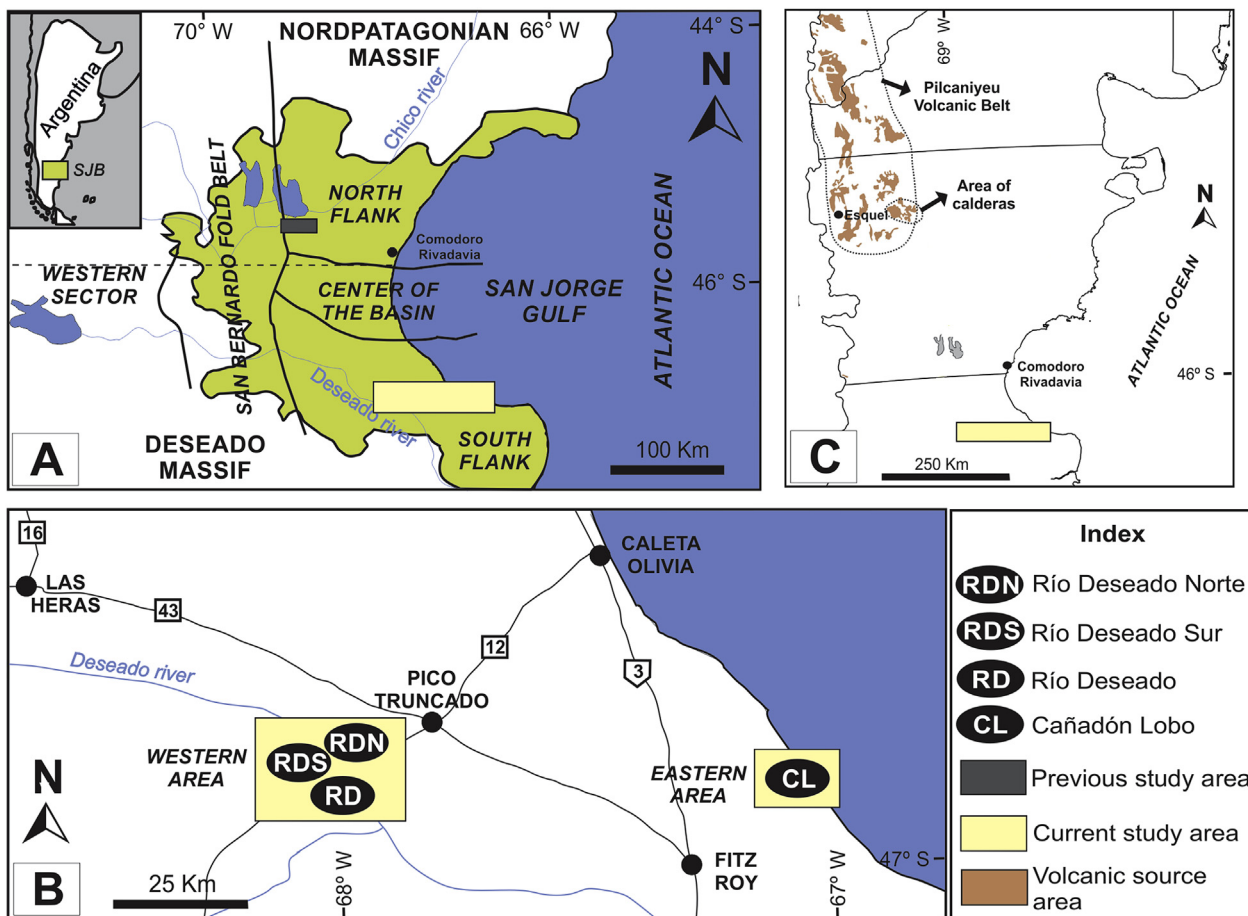 Argentina
SJB
70° W
NORDPATAGONIAN
MASSIF
66° W
44° S
N
Chico river
SAN BERNARDO FOLD BELT
NORTH
FLANK
Comodoro
Rivadavia
WESTERN
SECTOR
CENTER OF
THE BASIN
SAN JORGE
GULF
ATLANTIC OCEAN
46° S
Deseado river
DESEADO
MASSIF
SOUTH
FLANK
100 Km
A
69° W
Pilcaniyeu
Volcanic Belt
Area of
calderas
Esquel
N
ATLANTIC OCEAN
Comodoro
Rivadavia
46° S
C
250 Km
16
LAS
HERAS
43
CALETA
OLIVIA
12
3
Deseado river
PICO
TRUNCADO
WESTERN
AREA
RDN
RDS
RD
EASTERN
AREA
CL
N
B
25 Km
68° W
FITZ
ROY
67° W
47° S
Index
RDN Río Deseado Norte
RDS Río Deseado Sur
RD Río Deseado
CL Cañadón Lobo
Previous study area
Current study area
Volcanic source
area